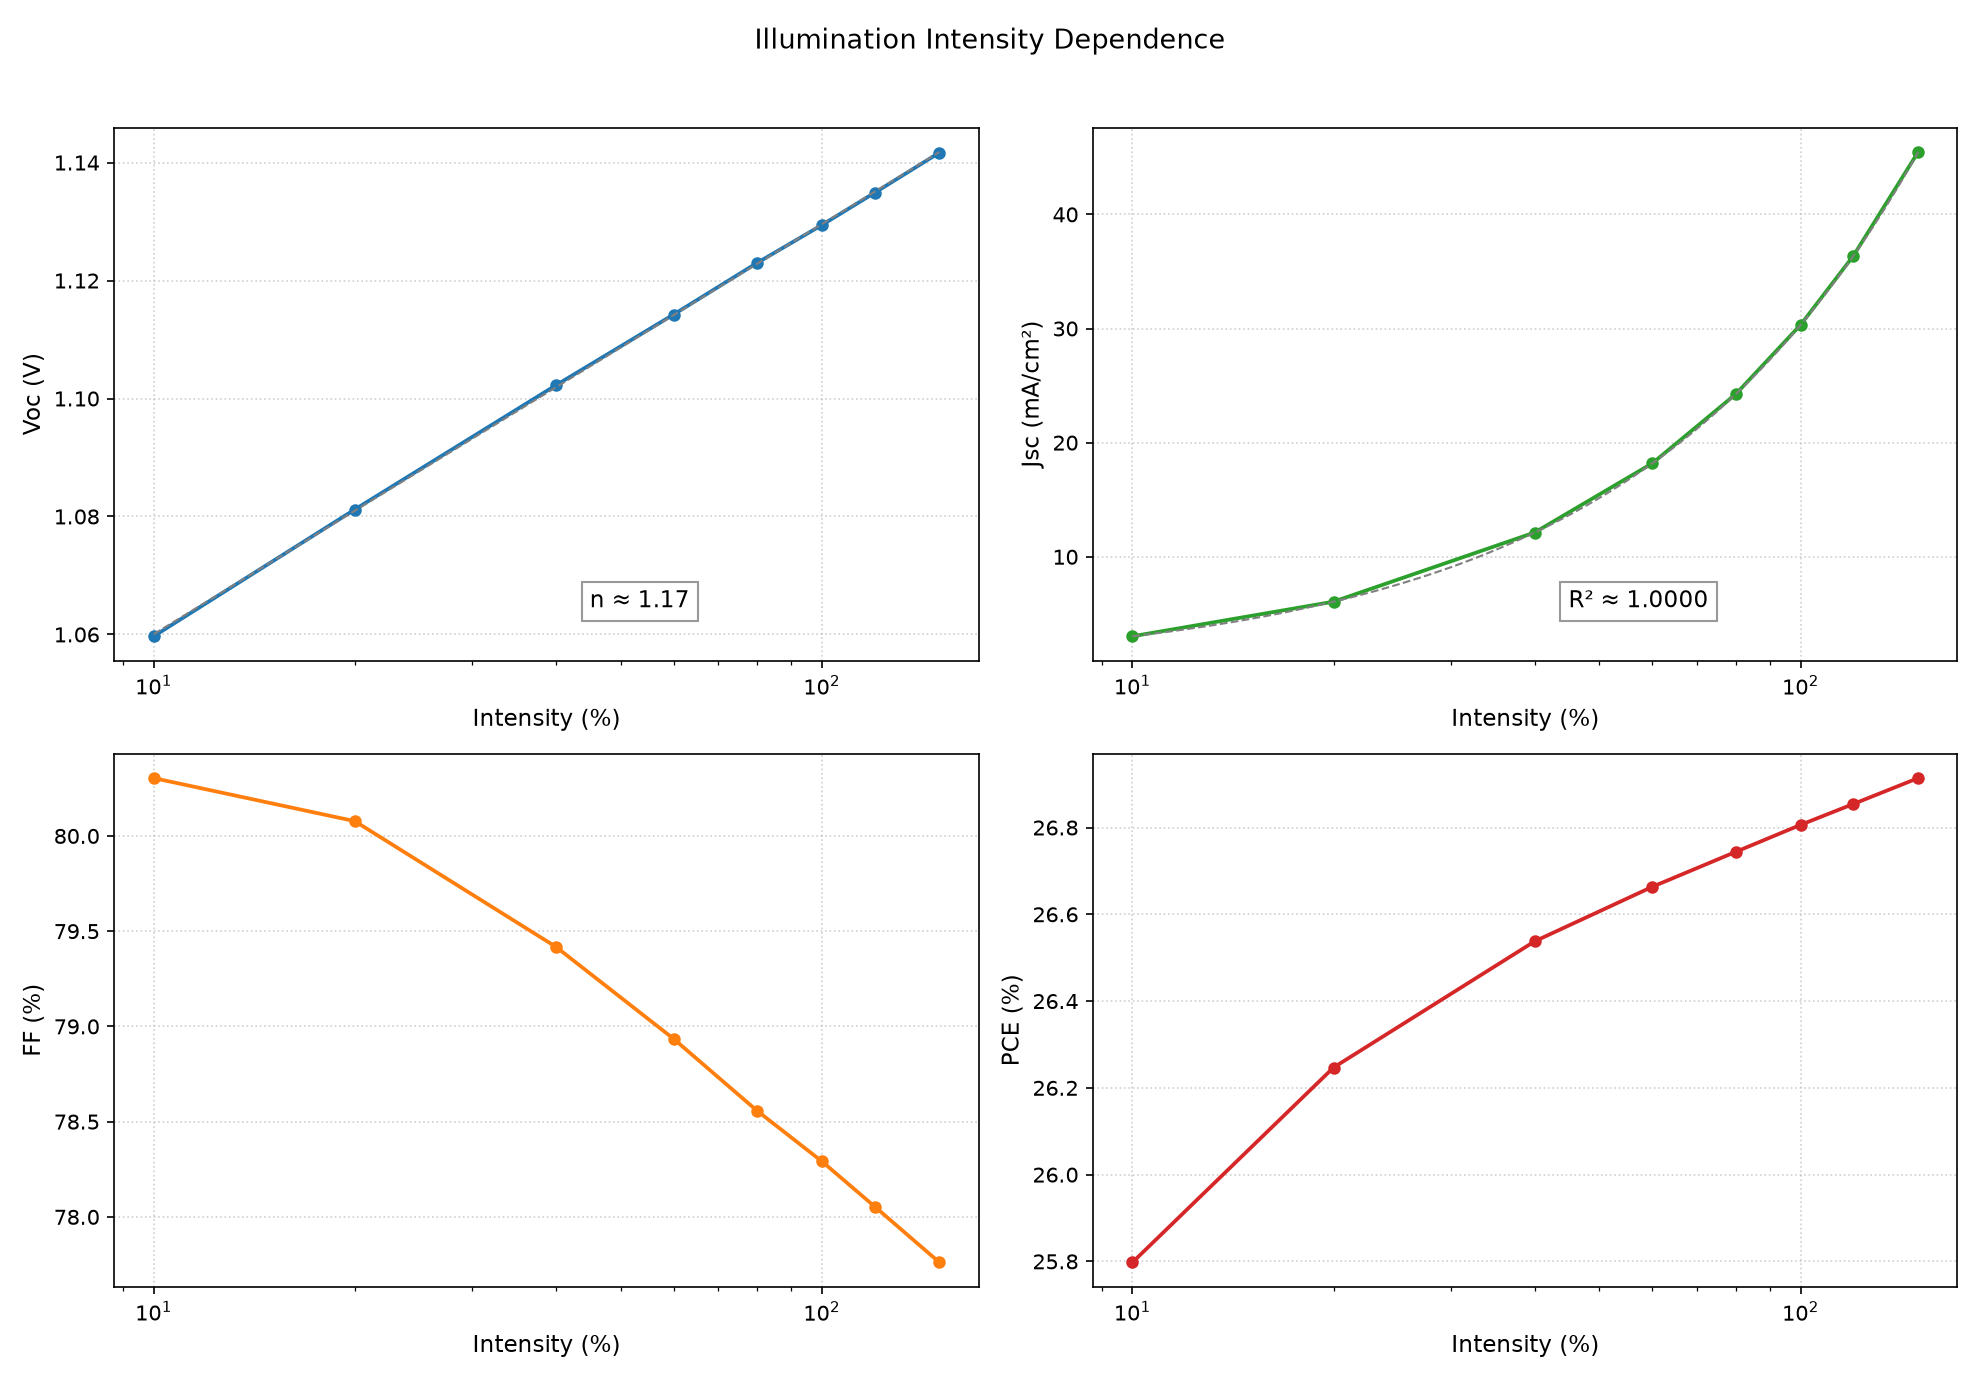 Illumination Intensity Dependence
Voc (V)
1.14
1.12
1.10
1.08
1.06
n ≈ 1.17
10¹
10²
Intensity (%)
Jsc (mA/cm²)
40
30
20
10
R² ≈ 1.0000
10¹
10²
Intensity (%)
FF (%)
80.0
79.5
79.0
78.5
78.0
10¹
10²
Intensity (%)
PCE (%)
26.8
26.6
26.4
26.2
26.0
25.8
10¹
10²
Intensity (%)